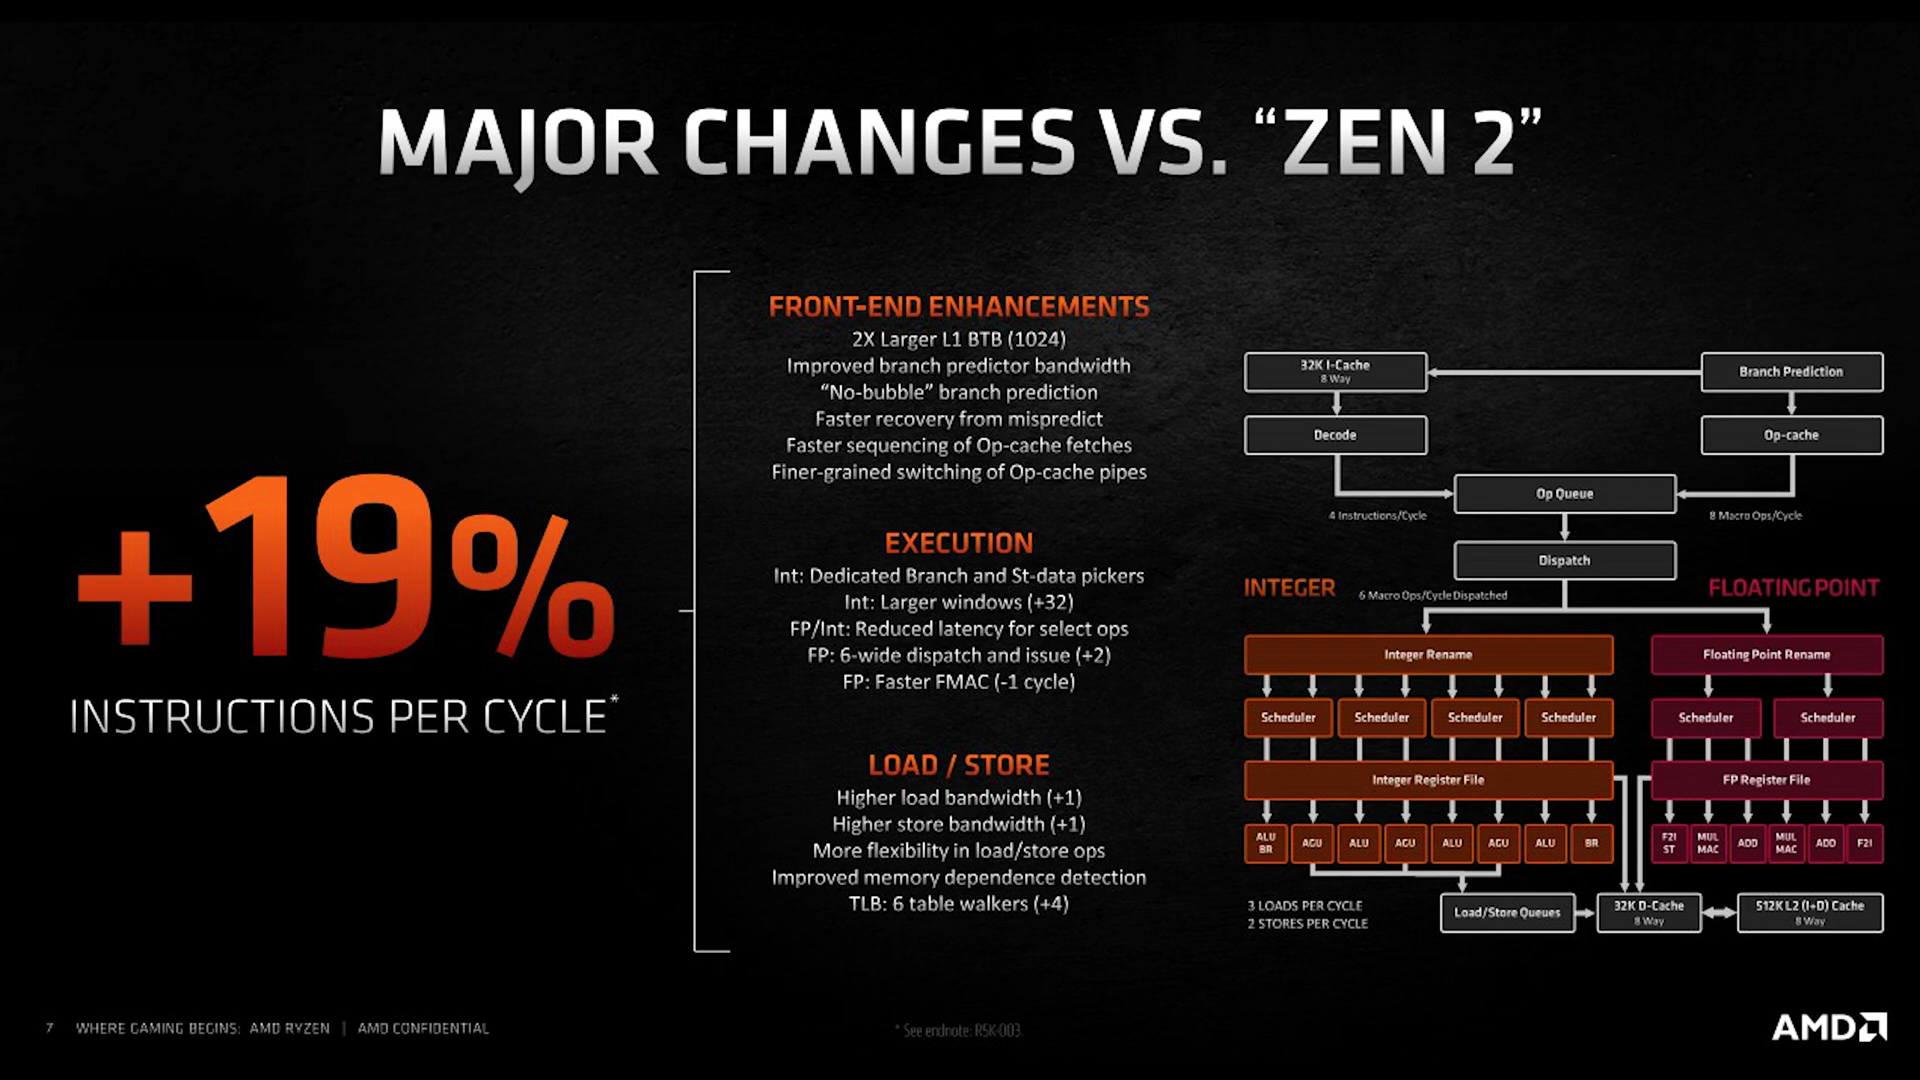 MAJOR CHANGES VS. “ZEN 2”
+19%
INSTRUCTIONS PER CYCLE*
FRONT-END ENHANCEMENTS
2X Larger L1 BTB (1024)
Improved branch predictor bandwidth
“No-bubble” branch prediction
Faster recovery from mispredict
Faster sequencing of Op-cache fetches
Finer-grained switching of Op-cache pipes
EXECUTION
Int: Dedicated Branch and St-data pickers
Int: Larger windows (+32)
FP/Int: Reduced latency for select ops
FP: 6-wide dispatch and issue (+2)
FP: Faster FMAC (-1 cycle)
LOAD / STORE
Higher load bandwidth (+1)
Higher store bandwidth (+1)
More flexibility in load/store ops
Improved memory dependence detection
TLB: 6 table walkers (+4)
32K I-Cache
8 Way
Branch Prediction
Decode
Op-cache
Op Queue
4 Instructions/Cycle
8 Macro Ops/Cycle
Dispatch
INTEGER
6 Macro Ops/Cycle Dispatched
FLOATING POINT
Integer Rename
Floating Point Rename
Scheduler
Scheduler
Scheduler
Scheduler
Scheduler
Scheduler
Integer Register File
FP Register File
ALU
BR
AGU
ALU
AGU
ALU
AGU
ALU
BR
F2I
ST
MUL
MAC
ADD
MUL
MAC
ADD
F2I
3 LOADS PER CYCLE
2 STORES PER CYCLE
Load/Store Queues
32K D-Cache
8 Way
512K L2 (I+D) Cache
8 Way
7 WHERE GAMING BEGINS: AMD RYZEN | AMD CONFIDENTIAL
* See endnote: R5K-003.
AMD